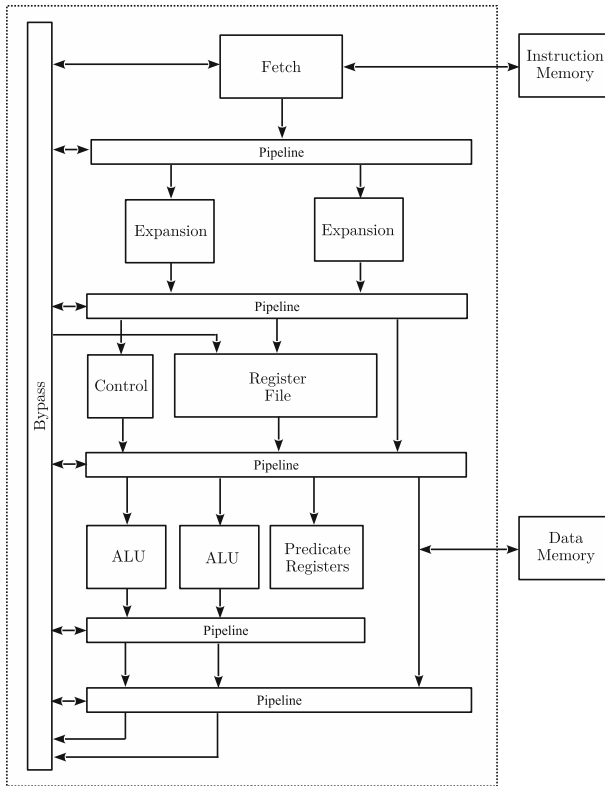 Fetch
Instruction
Memory
Pipeline
Expansion
Expansion
Pipeline
Control
Register
File
Bypass
Pipeline
ALU
ALU
Predicate
Registers
Data
Memory
Pipeline
Pipeline